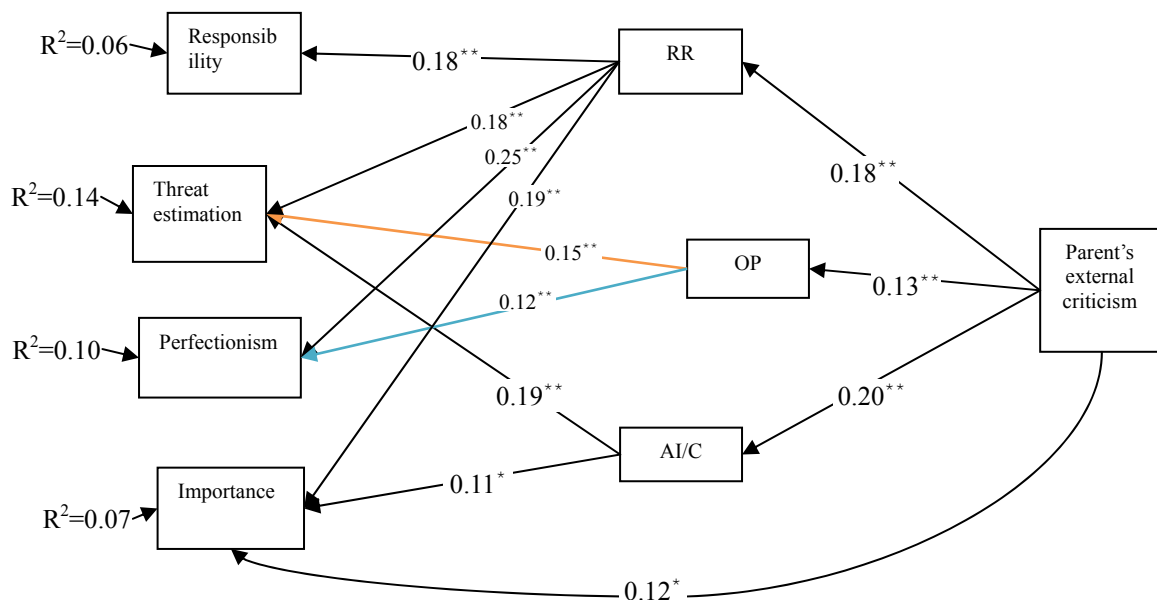 R²=0.06
Responsib
ility
0.18**
RR
0.18**
0.25**
0.19**
0.18**
R²=0.14
Threat
estimation
0.15**
OP
0.13**
Parent's
external
criticism
0.12**
R²=0.10
Perfectionism
0.19**
0.20**
AI/C
R²=0.07
Importance
0.11*
0.12*